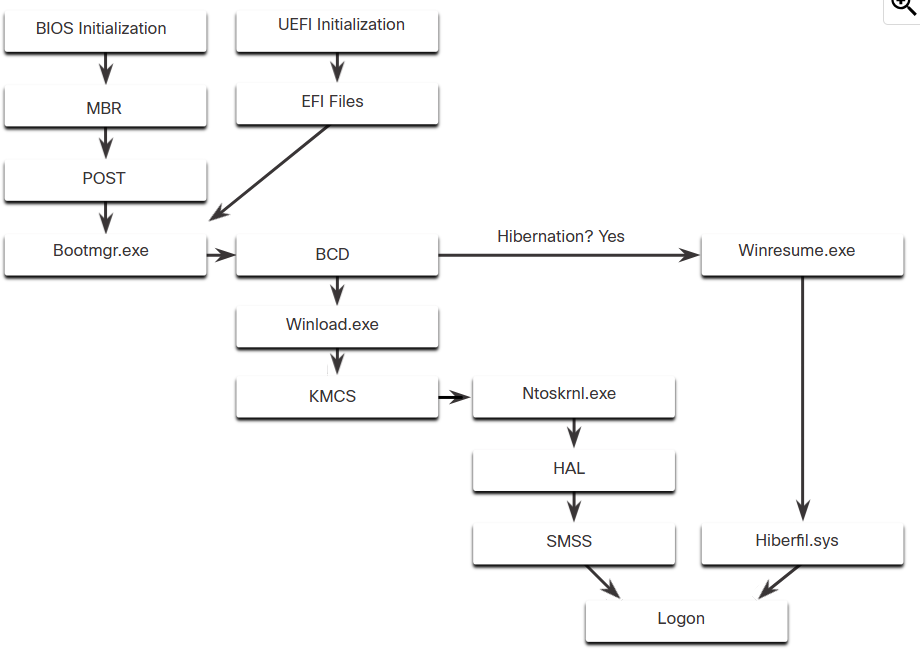 BIOS Initialization
UEFI Initialization
MBR
EFI Files
POST
Bootmgr.exe
BCD
Hibernation? Yes
Winresume.exe
Winload.exe
KMCS
Ntoskrnl.exe
HAL
SMSS
Hiberfil.sys
Logon